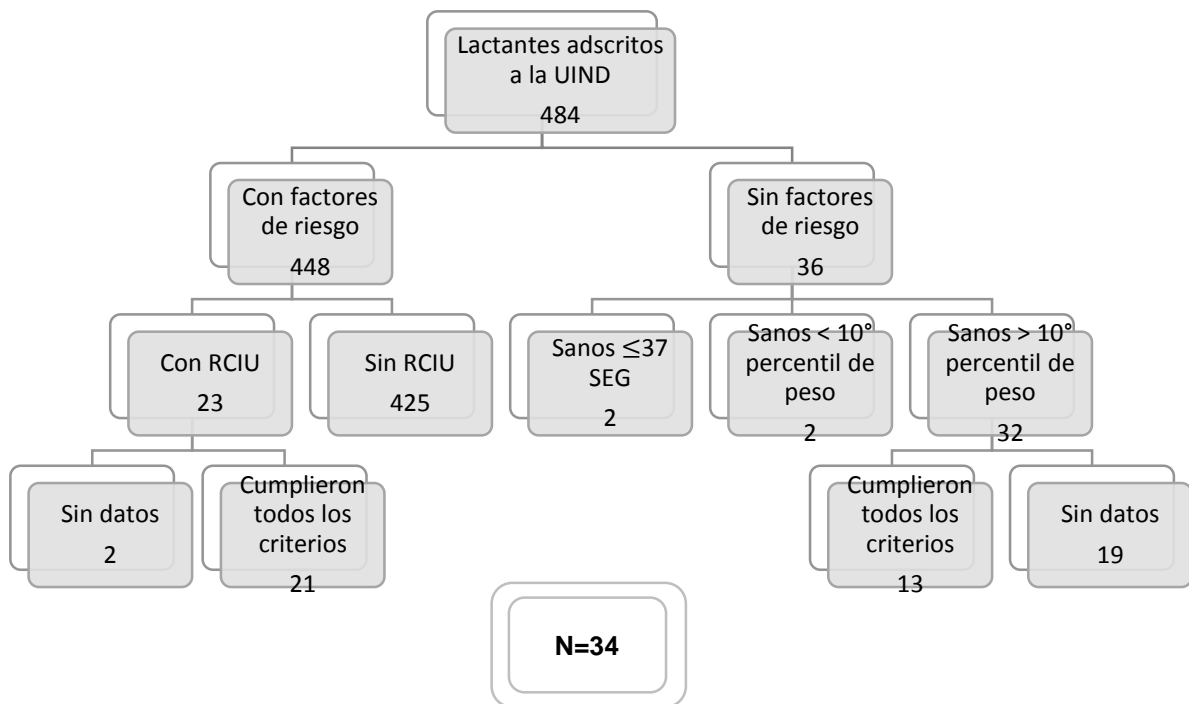 Lactantes adscritos
a la UIND
484
Con factores
de riesgo
448
Sin factores
de riesgo
36
Con RCIU
23
Sin RCIU
425
Sanos ≤37
SEG
2
Sanos < 10°
percentil de
peso
2
Sanos > 10°
percentil de
peso
32
Sin datos
2
Cumplieron
todos los
criterios
21
Cumplieron
todos los
criterios
13
Sin datos
19
N=34